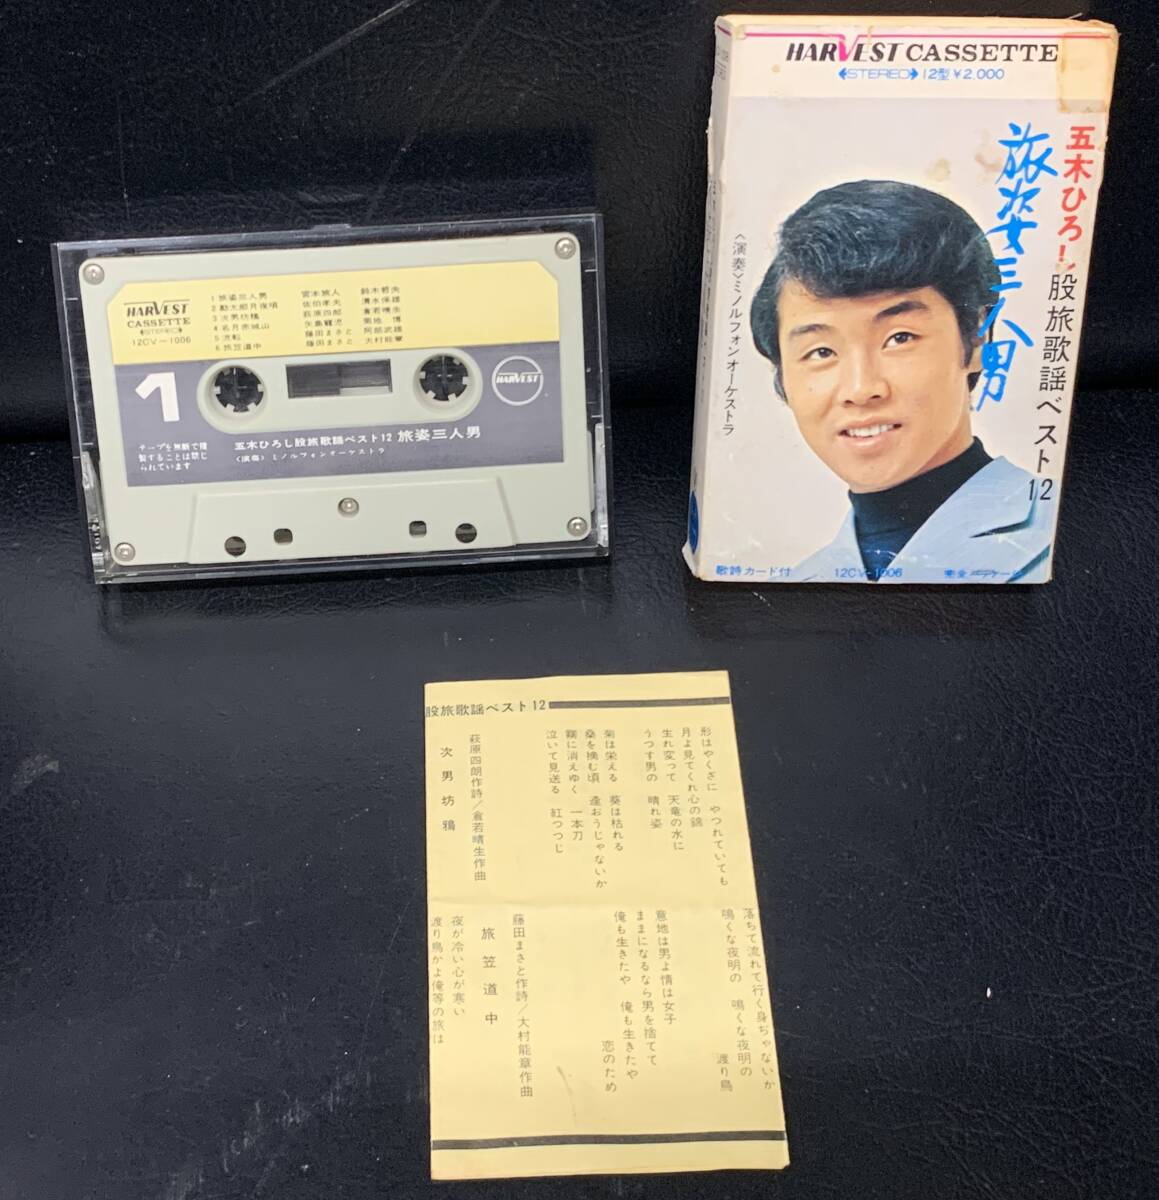 HARVEST
CASSETTE
STEREO
12CV-1006
1 旅姿三人男 宮本旅人 鈴木哲夫
2 勘太郎月夜唄 佐伯孝夫 清水保雄
3 次男坊鴉 萩原四郎 倉若晴生
4 名月赤城山 矢島寵児 菊地 博
5 流転 藤田まさと 阿部武雄
6 旅笠道中 藤田まさと 大村能章
1
HARVEST
テープを無断で複
製することは禁じ
られています
五木ひろし股旅歌謡ベスト12 旅姿三人男
〈演奏〉ミノルフォンオーケストラ
HARVEST CASSETTE
STEREO 12型 ¥2,000
五木ひろし股旅歌謡ベスト12
旅姿三人男
〈演奏〉ミノルフォンオーケストラ
歌詩カード付 12CV-1006 完全パッケージ
股旅歌謡ベスト12
形はやくざに やつれていても
月よ見てくれ心の錦
生れ変って 天竜の水に
うつす男の 晴れ姿
菊は栄える 葵は枯れる
桑を摘む頃 逢おうじゃないか
霧に消えゆく 一本刀
泣いて見送る 紅つつじ
萩原四朗作詩/倉若晴生作曲
次男坊鴉
落ちて流れて行く身ぢゃないか
鳴くな夜明の 鳴くな夜明の
渡り鳥
意地は男よ情は女子
ままになるなら男を捨てて
俺も生きたや 俺も生きたや
恋のため
藤田まさと作詩/大村能章作曲
旅笠道中
夜が冷い心が寒い
渡り鳥かよ俺等の旅は